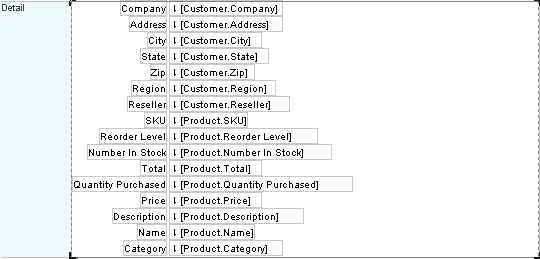 Detail
Company [Customer.Company]
Address [Customer.Address]
City [Customer.City]
State [Customer.State]
Zip [Customer.Zip]
Region [Customer.Region]
Reseller [Customer.Reseller]
SKU [Product.SKU]
Reorder Level [Product.Reorder Level]
Number In Stock [Product.Number In Stock]
Total [Product.Total]
Quantity Purchased [Product.Quantity Purchased]
Price [Product.Price]
Description [Product.Description]
Name [Product.Name]
Category [Product.Category]